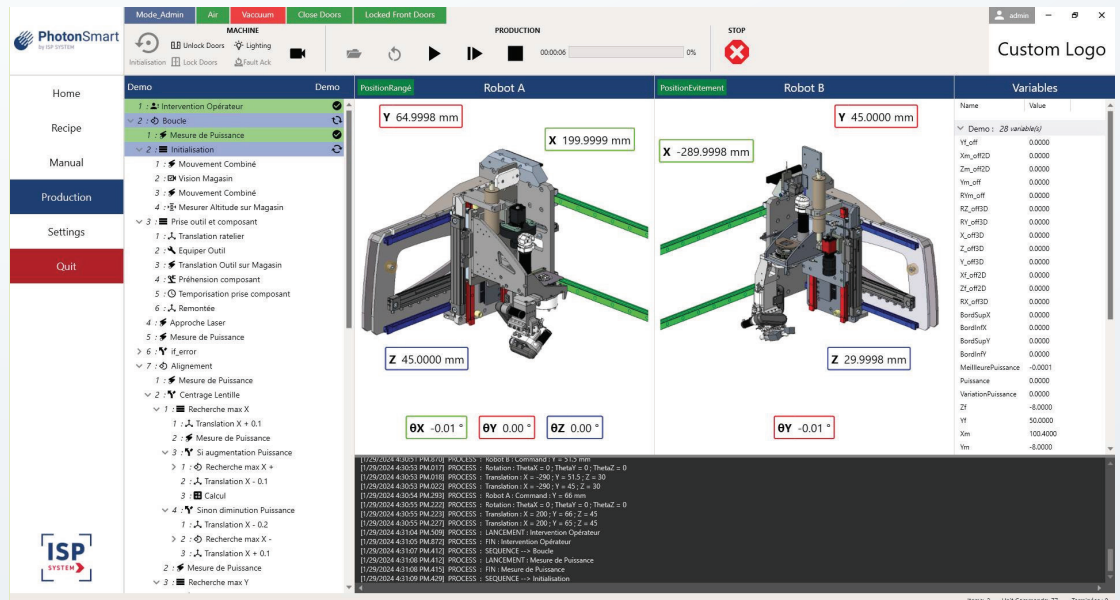 PhotonSmart
by ISP SYSTEM
Mode_Admin Air Vaccuum Close Doors Locked Front Doors
admin
MACHINE
Initialisation
Unlock Doors
Lighting
Lock Doors
Fault Ack
PRODUCTION
00:00:06
0%
STOP
Custom Logo
Home
Recipe
Manual
Production
Settings
Quit
ISP
SYSTEM
Demo Demo
1 : Intervention Opérateur
2 : Boucle
1 : Mesure de Puissance
2 : Initialisation
1 : Mouvement Combiné
2 : Vision Magasin
3 : Mouvement Combiné
4 : Mesurer Altitude sur Magasin
3 : Prise outil et composant
1 : Translation ratelier
2 : Equiper Outil
3 : Translation Outil sur Magasin
4 : Préhension composant
5 : Temporisation prise composant
6 : Remontée
4 : Approche Laser
5 : Mesure de Puissance
6 : if_error
7 : Alignement
1 : Mesure de Puissance
2 : Centrage Lentille
1 : Recherche max X
1 : Translation X + 0.1
2 : Mesure de Puissance
3 : Si augmentation Puissance
1 : Recherche max X +
2 : Translation X - 0.1
3 : Calcul
4 : Sinon diminution Puissance
1 : Translation X - 0.2
2 : Recherche max X -
3 : Translation X + 0.1
2 : Mesure de Puissance
3 : Recherche max Y
PositionRangé Robot A
Y 64.9998 mm
X 199.9999 mm
Z 45.0000 mm
θX -0.01 ° θY 0.00 ° θZ 0.00 °
PositionEvitement Robot B
Y 45.0000 mm
X -289.9998 mm
Z 29.9998 mm
θY -0.01 °
Variables
Name Value
Demo : 28 variable(s)
Yf_off 0.0000
Xm_off2D 0.0000
Zm_off2D 0.0000
Ym_off 0.0000
RYm_off 0.0000
RZ_off3D 0.0000
RY_off3D 0.0000
X_off3D 0.0000
Z_off3D 0.0000
Y_off3D 0.0000
Xf_off2D 0.0000
Zf_off2D 0.0000
RX_off3D 0.0000
BordSupX 0.0000
BordInfX 0.0000
BordSupY 0.0000
BordInfY 0.0000
MeilleurePuissance -0.0001
Puissance 0.0000
VariationPuissance 0.0000
Zf -8.0000
Yf 50.0000
Xm 100.4000
Ym -8.0000
[1/29/2024 4:30:51 PM.870] PROCESS : Robot B : Command : Y = 51.5 mm
[1/29/2024 4:30:53 PM.017] PROCESS : Rotation : ThetaX = 0 ; ThetaY = 0 ; ThetaZ = 0
[1/29/2024 4:30:53 PM.018] PROCESS : Translation : X = -290 ; Y = 51.5 ; Z = 30
[1/29/2024 4:30:53 PM.022] PROCESS : Translation : X = -290 ; Y = 45 ; Z = 30
[1/29/2024 4:30:54 PM.293] PROCESS : Robot A : Command : Y = 66 mm
[1/29/2024 4:30:55 PM.222] PROCESS : Rotation : ThetaX = 0 ; ThetaY = 0 ; ThetaZ = 0
[1/29/2024 4:30:55 PM.223] PROCESS : Translation : X = 200 ; Y = 66 ; Z = 45
[1/29/2024 4:30:55 PM.227] PROCESS : Translation : X = 200 ; Y = 65 ; Z = 45
[1/29/2024 4:31:04 PM.509] PROCESS : LANCEMENT : Intervention Opérateur
[1/29/2024 4:31:05 PM.872] PROCESS : FIN : Intervention Opérateur
[1/29/2024 4:31:07 PM.412] PROCESS : SEQUENCE --> Boucle
[1/29/2024 4:31:08 PM.412] PROCESS : LANCEMENT : Mesure de Puissance
[1/29/2024 4:31:08 PM.415] PROCESS : FIN : Mesure de Puissance
[1/29/2024 4:31:09 PM.429] PROCESS : SEQUENCE --> Initialisation